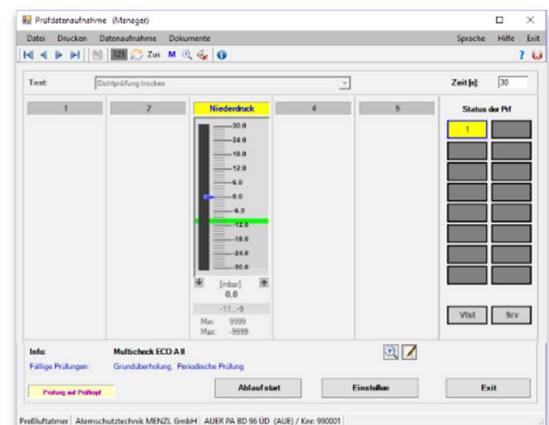 Prüfdatenaufnahme (Manager)
Datei Drucken Datenaufnahme Dokumente Sprache Hilfe Exit
123 Zus M
Test: Dichtprüfung trocken Zeit [s]: 30
1 2 Niederdruck 4 5 Status der Prf
30.0 1
24.0
18.0
12.0
6.0
0.0
-6.0
-12.0
-18.0
-24.0
-30.0
[mbar]
0,0
-11...-9
Min: 9999
Max: -9999
Vtst Srv
Info: Multicheck ECO A II
Fällige Prüfungen: Grundüberholung, Periodische Prüfung
Prüfung auf Prüfkopf Ablaufstart Einstellen Exit
Preßluftatmer Atemschutztechnik MENZL GmbH AUER PA BD 96 ÜD (AUE) / Knr: 990001